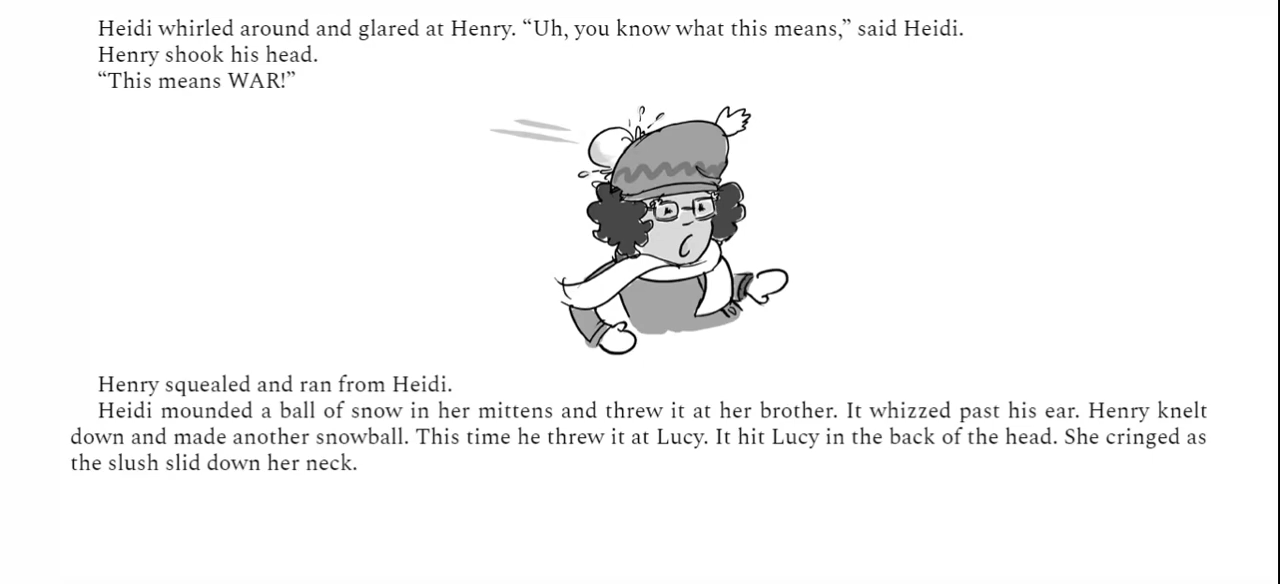 Heidi whirled around and glared at Henry. “Uh, you know what this means,” said Heidi.
Henry shook his head.
“This means WAR!”
Henry squealed and ran from Heidi.
Heidi mounded a ball of snow in her mittens and threw it at her brother. It whizzed past his ear. Henry knelt
down and made another snowball. This time he threw it at Lucy. It hit Lucy in the back of the head. She cringed as
the slush slid down her neck.